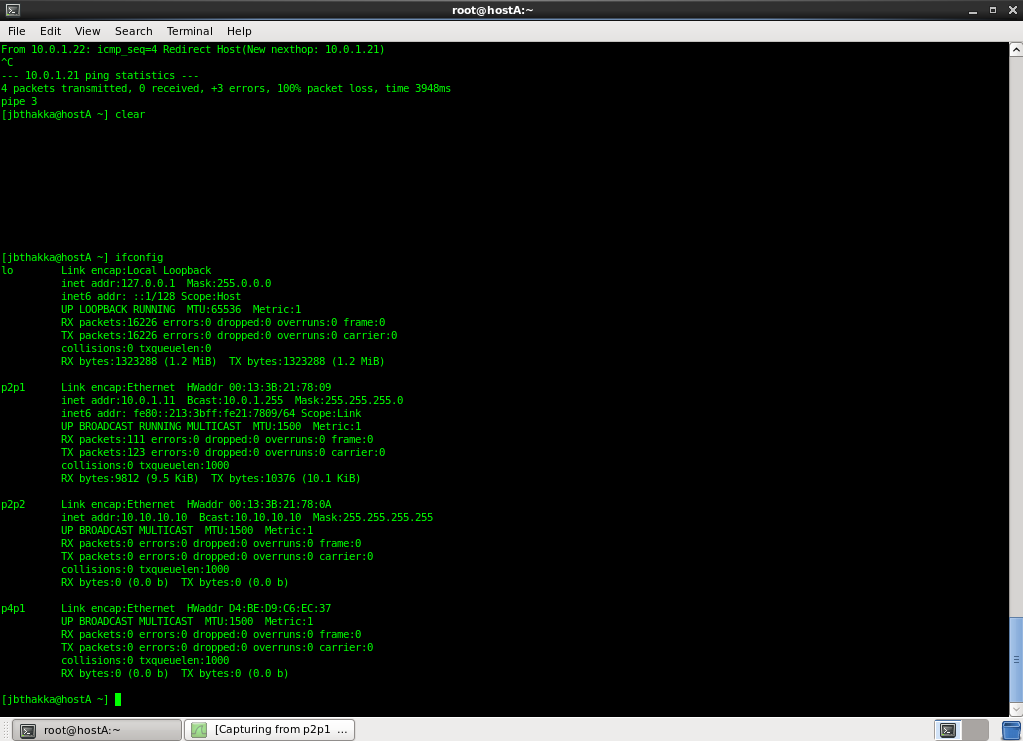 root@hostA:~
File Edit View Search Terminal Help
From 10.0.1.22: icmp_seq=4 Redirect Host(New nexthop: 10.0.1.21)
^C
--- 10.0.1.21 ping statistics ---
4 packets transmitted, 0 received, +3 errors, 100% packet loss, time 3948ms
pipe 3
[jbthakka@hostA ~] clear
[jbthakka@hostA ~] ifconfig
lo        Link encap:Local Loopback
          inet addr:127.0.0.1  Mask:255.0.0.0
          inet6 addr: ::1/128 Scope:Host
          UP LOOPBACK RUNNING  MTU:65536  Metric:1
          RX packets:16226 errors:0 dropped:0 overruns:0 frame:0
          TX packets:16226 errors:0 dropped:0 overruns:0 carrier:0
          collisions:0 txqueuelen:0
          RX bytes:1323288 (1.2 MiB)  TX bytes:1323288 (1.2 MiB)
p2p1      Link encap:Ethernet  HWaddr 00:13:3B:21:78:09
          inet addr:10.0.1.11  Bcast:10.0.1.255  Mask:255.255.255.0
          inet6 addr: fe80::213:3bff:fe21:7809/64 Scope:Link
          UP BROADCAST RUNNING MULTICAST  MTU:1500  Metric:1
          RX packets:111 errors:0 dropped:0 overruns:0 frame:0
          TX packets:123 errors:0 dropped:0 overruns:0 carrier:0
          collisions:0 txqueuelen:1000
          RX bytes:9812 (9.5 KiB)  TX bytes:10376 (10.1 KiB)
p2p2      Link encap:Ethernet  HWaddr 00:13:3B:21:78:0A
          inet addr:10.10.10.10  Bcast:10.10.10.10  Mask:255.255.255.255
          UP BROADCAST MULTICAST  MTU:1500  Metric:1
          RX packets:0 errors:0 dropped:0 overruns:0 frame:0
          TX packets:0 errors:0 dropped:0 overruns:0 carrier:0
          collisions:0 txqueuelen:1000
          RX bytes:0 (0.0 b)  TX bytes:0 (0.0 b)
p4p1      Link encap:Ethernet  HWaddr D4:BE:D9:C6:EC:37
          UP BROADCAST MULTICAST  MTU:1500  Metric:1
          RX packets:0 errors:0 dropped:0 overruns:0 frame:0
          TX packets:0 errors:0 dropped:0 overruns:0 carrier:0
          collisions:0 txqueuelen:1000
          RX bytes:0 (0.0 b)  TX bytes:0 (0.0 b)
[jbthakka@hostA ~]
root@hostA:~ [Capturing from p2p1 ...